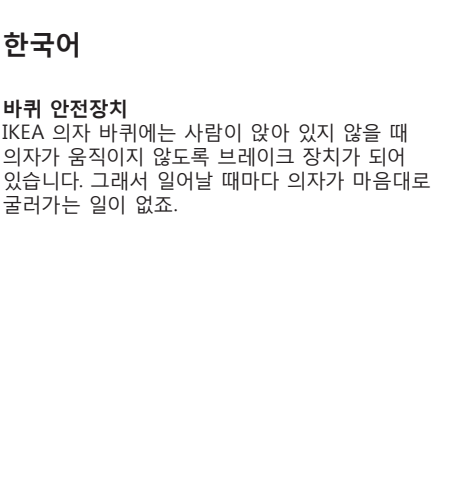 한국어
바퀴 안전장치
IKEA 의자 바퀴에는 사람이 앉아 있지 않을 때
의자가 움직이지 않도록 브레이크 장치가 되어
있습니다. 그래서 일어날 때마다 의자가 마음대로
굴러가는 일이 없죠.